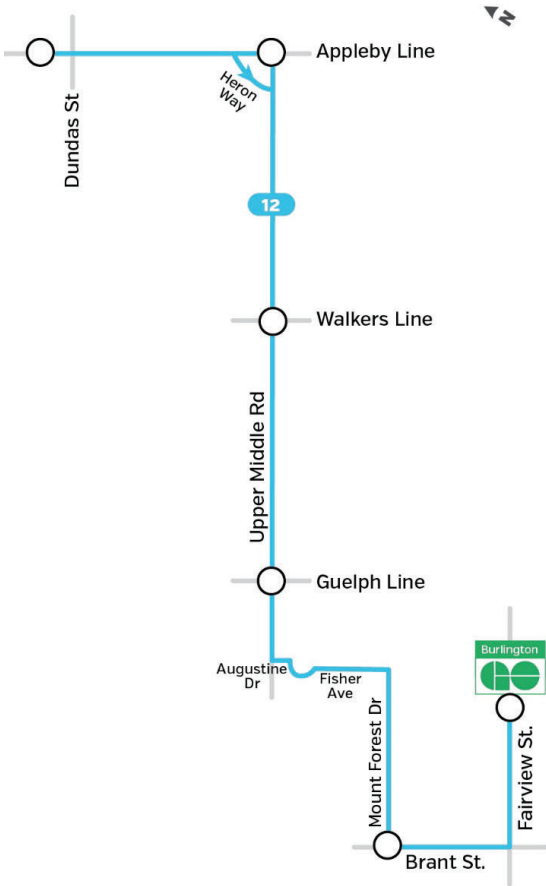 N
Appleby Line
Heron
Way
Dundas St
12
Walkers Line
Upper Middle Rd
Guelph Line
Burlington
GO
Augustine
Dr
Fisher
Ave
Mount Forest Dr
Fairview St.
Brant St.